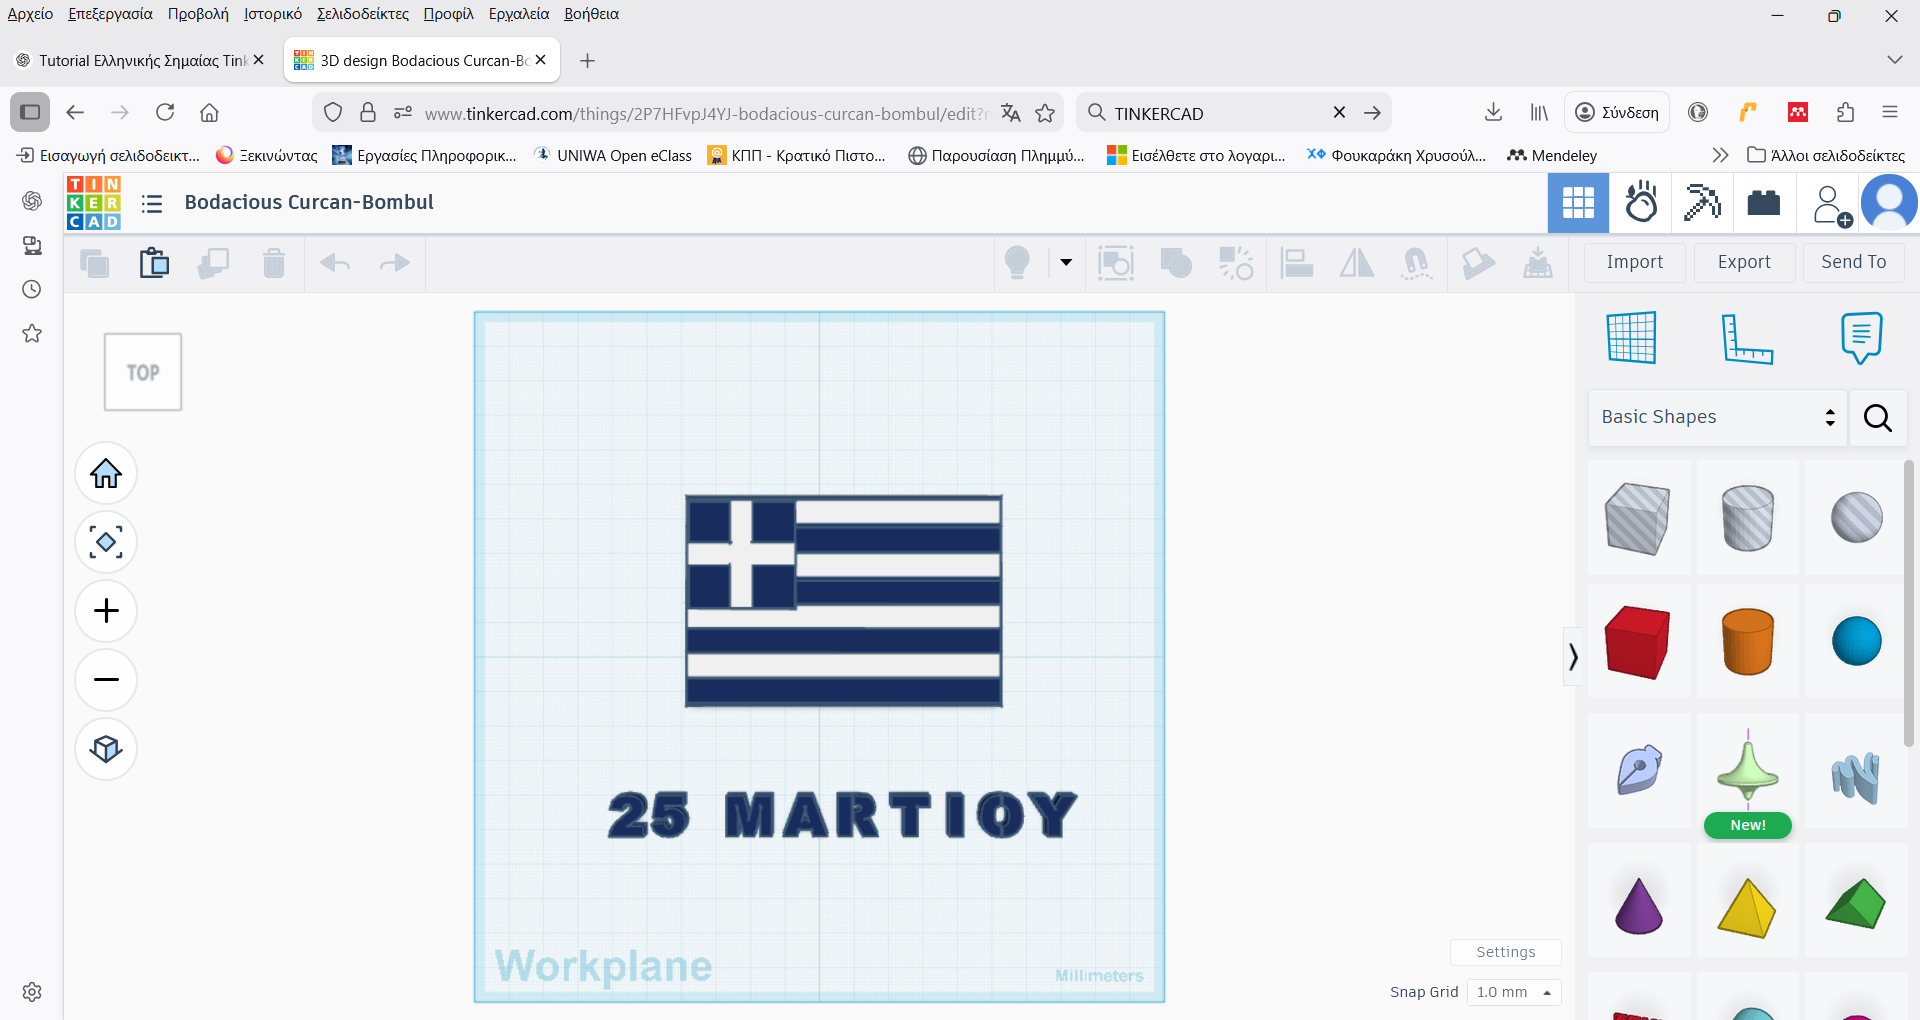 Αρχείο Επεξεργασία Προβολή Ιστορικό Σελιδοδείκτες Προφίλ Εργαλεία Βοήθεια
Tutorial Ελληνικής Σημαίας Tink
3D design Bodacious Curcan-Bo
www.tinkercad.com/things/2P7HFvpJ4YJ-bodacious-curcan-bombul/edit?r
TINKERCAD
Σύνδεση
Εισαγωγή σελιδοδεικτ... Ξεκινώντας Εργασίες Πληροφορικ... UNIWA Open eClass ΚΠΠ - Κρατικό Πιστο... Παρουσίαση Πλημμύ... Εισέλθετε στο λογαρι... Φουκαράκη Χρυσούλ... Mendeley Άλλοι σελιδοδείκτες
TIN
KER
CAD
Bodacious Curcan-Bombul
Import Export Send To
TOP
Basic Shapes
25 ΜΑΡΤΙΟΥ
New!
Workplane
Millimeters
Settings
Snap Grid 1.0 mm